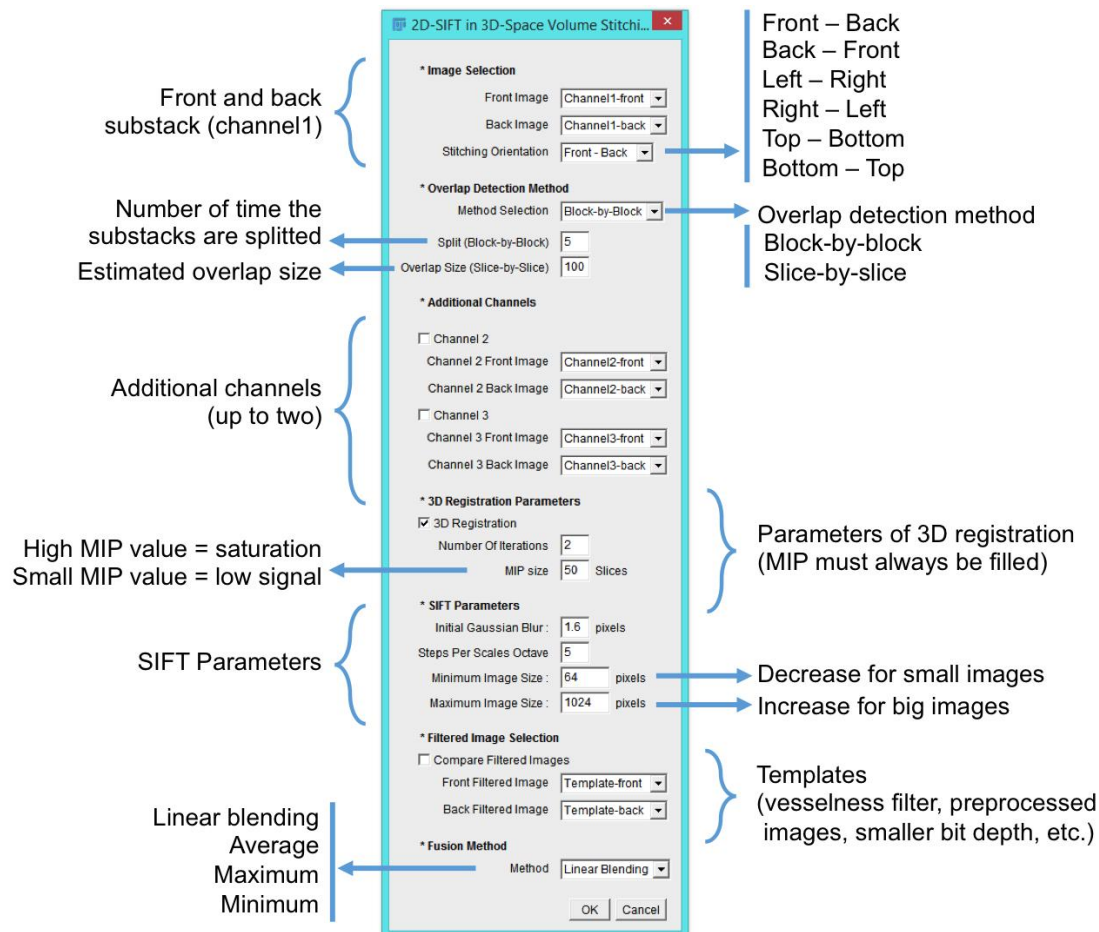 2D-SIFT in 3D-Space Volume Stitchi...
Front and back
substack (channel1)
* Image Selection
Front Image Channel1-front
Back Image Channel1-back
Stitching Orientation Front - Back
Front – Back
Back – Front
Left – Right
Right – Left
Top – Bottom
Bottom – Top
* Overlap Detection Method
Method Selection Block-by-Block
Overlap detection method
Block-by-block
Slice-by-slice
Number of time the
substacks are splitted
Split (Block-by-Block) 5
Estimated overlap size
Overlap Size (Slice-by-Slice) 100
* Additional Channels
Additional channels
(up to two)
Channel 2
Channel 2 Front Image Channel2-front
Channel 2 Back Image Channel2-back
Channel 3
Channel 3 Front Image Channel3-front
Channel 3 Back Image Channel3-back
* 3D Registration Parameters
3D Registration
Number Of Iterations 2
MIP size 50 Slices
High MIP value = saturation
Small MIP value = low signal
Parameters of 3D registration
(MIP must always be filled)
* SIFT Parameters
SIFT Parameters
Initial Gaussian Blur : 1.6 pixels
Steps Per Scales Octave 5
Minimum Image Size : 64 pixels
Decrease for small images
Maximum Image Size : 1024 pixels
Increase for big images
* Filtered Image Selection
Compare Filtered Images
Front Filtered Image Template-front
Back Filtered Image Template-back
Templates
(vesselness filter, preprocessed
images, smaller bit depth, etc.)
* Fusion Method
Method Linear Blending
Linear blending
Average
Maximum
Minimum
OK Cancel